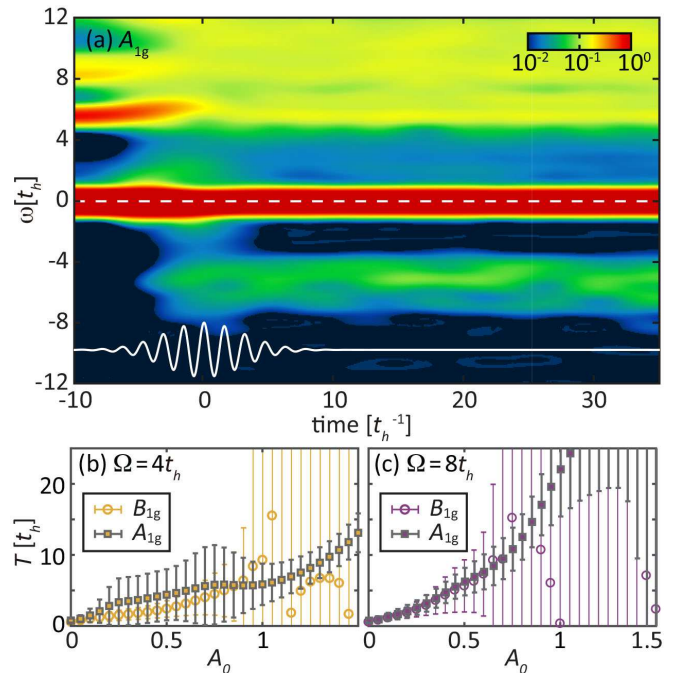 12
(a) A1g
10⁻² 10⁻¹ 10⁰
8
4
ω[th]
0
-4
-8
-12
-10 0 10 20 30
time [th⁻¹]
(b) Ω=4th
(c) Ω=8th
20
B1g
A1g
B1g
A1g
T [th]
10
5
0
0 0.5 1
0 0.5 1 1.5
A0
A0